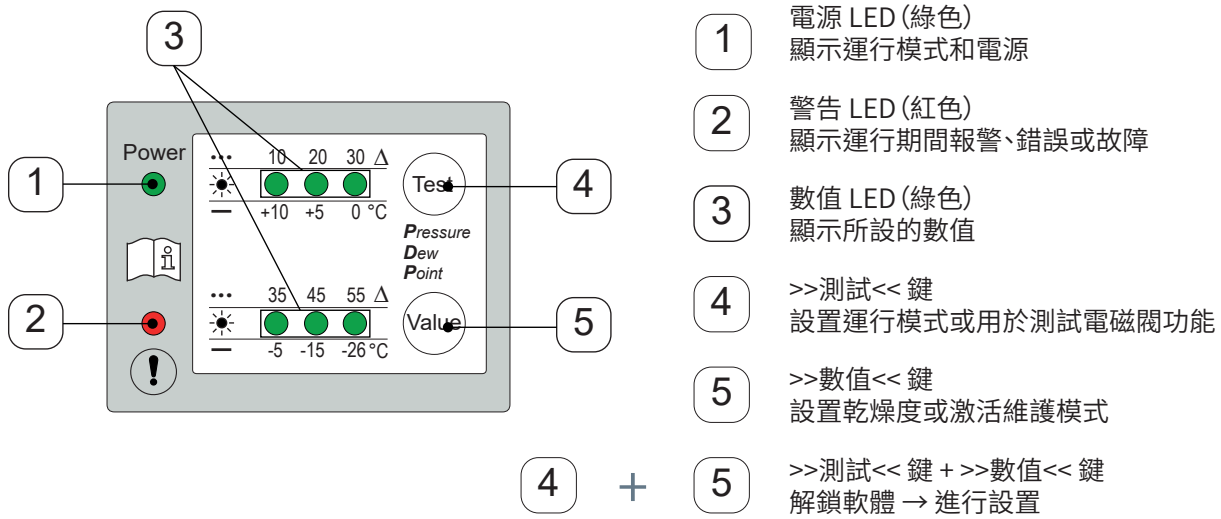 3
Power
••• 10 20 30 Δ
+10 +5 0 °C
Test
Pressure
Dew
Point
••• 35 45 55 Δ
-5 -15 -26 °C
Value
1
2
4
5
1
電源 LED (綠色)
顯示運行模式和電源
2
警告 LED (紅色)
顯示運行期間報警、錯誤或故障
3
數值 LED (綠色)
顯示所設的數值
4
>>測試<< 鍵
設置運行模式或用於測試電磁閥功能
5
>>數值<< 鍵
設置乾燥度或激活維護模式
4 + 5
>>測試<< 鍵 + >>數值<< 鍵
解鎖軟體 → 進行設置